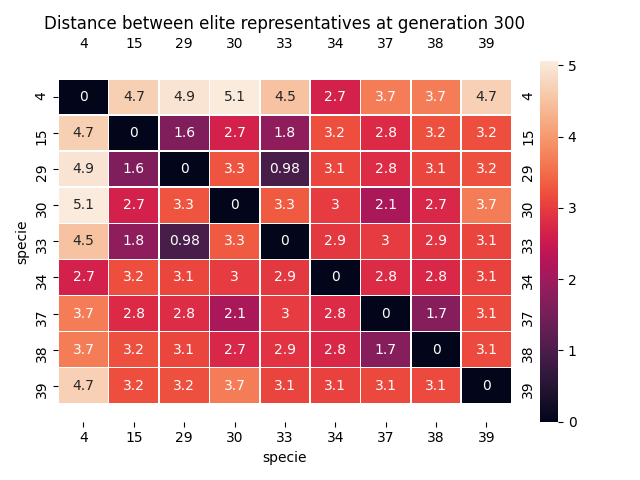 Distance between elite representatives at generation 300
4 15 29 30 33 34 37 38 39
4 0 4.7 4.9 5.1 4.5 2.7 3.7 3.7 4.7 4 5
15 4.7 0 1.6 2.7 1.8 3.2 2.8 3.2 3.2 15 4
29 4.9 1.6 0 3.3 0.98 3.1 2.8 3.1 3.2 29
30 5.1 2.7 3.3 0 3.3 3 2.1 2.7 3.7 30 3
specie 33 4.5 1.8 0.98 3.3 0 2.9 3 2.9 3.1 33
34 2.7 3.2 3.1 3 2.9 0 2.8 2.8 3.1 34 2
37 3.7 2.8 2.8 2.1 3 2.8 0 1.7 3.1 37
38 3.7 3.2 3.1 2.7 2.9 2.8 1.7 0 3.1 38 1
39 4.7 3.2 3.2 3.7 3.1 3.1 3.1 3.1 0 39 0
4 15 29 30 33 34 37 38 39
specie